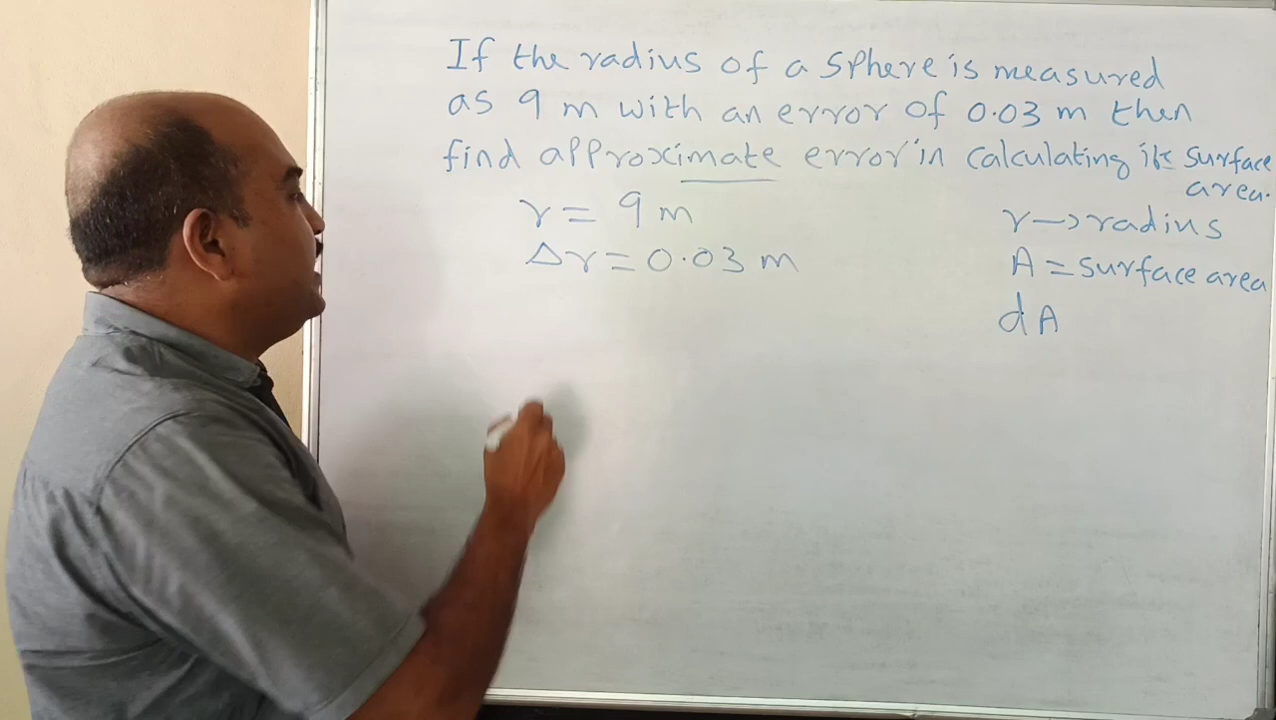 If the radius of a sphere is measured
as 9 m with an error of 0.03 m then
find approximate error in calculating its surface
area.
r = 9 m
r → radius
Δr = 0.03 m
A = surface area
dA